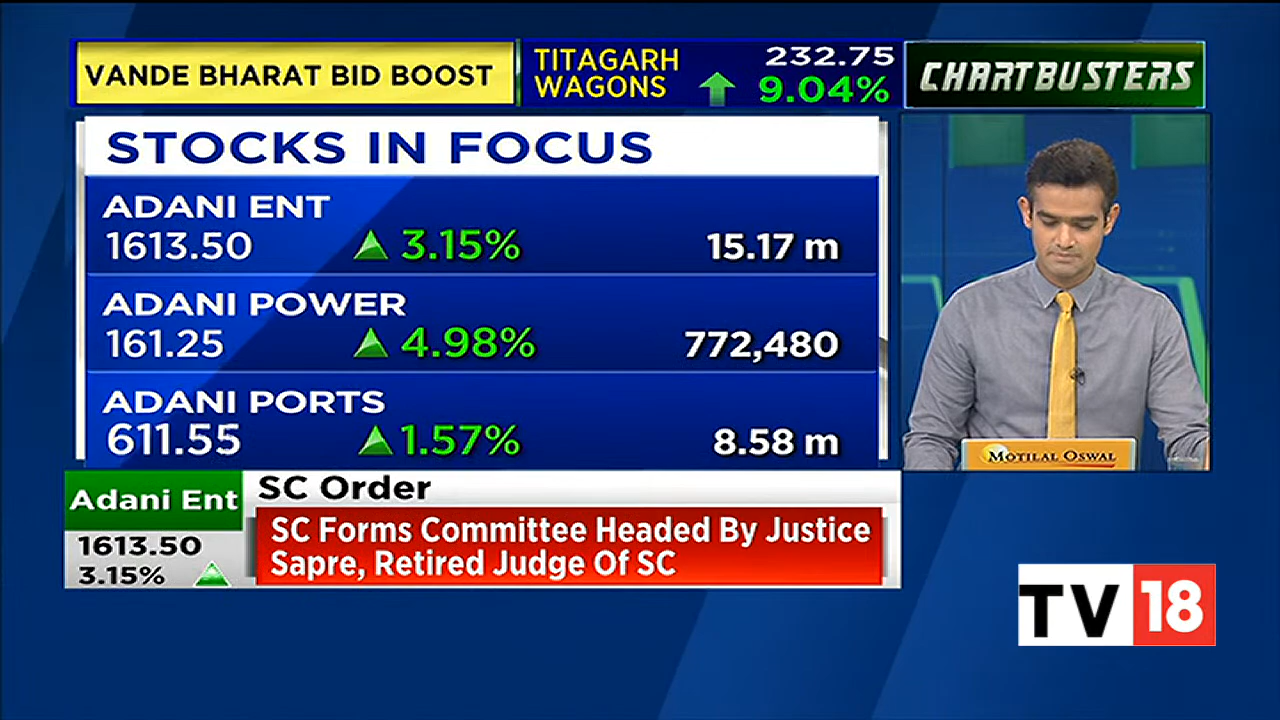 VANDE BHARAT BID BOOST
TITAGARH
WAGONS
232.75
9.04%
CHARTBUSTERS
STOCKS IN FOCUS
ADANI ENT
1613.50 3.15% 15.17 m
ADANI POWER
161.25 4.98% 772,480
ADANI PORTS
611.55 1.57% 8.58 m
MOTILAL OSWAL
Adani Ent
1613.50
3.15%
SC Order
SC Forms Committee Headed By Justice
Sapre, Retired Judge Of SC
TV 18